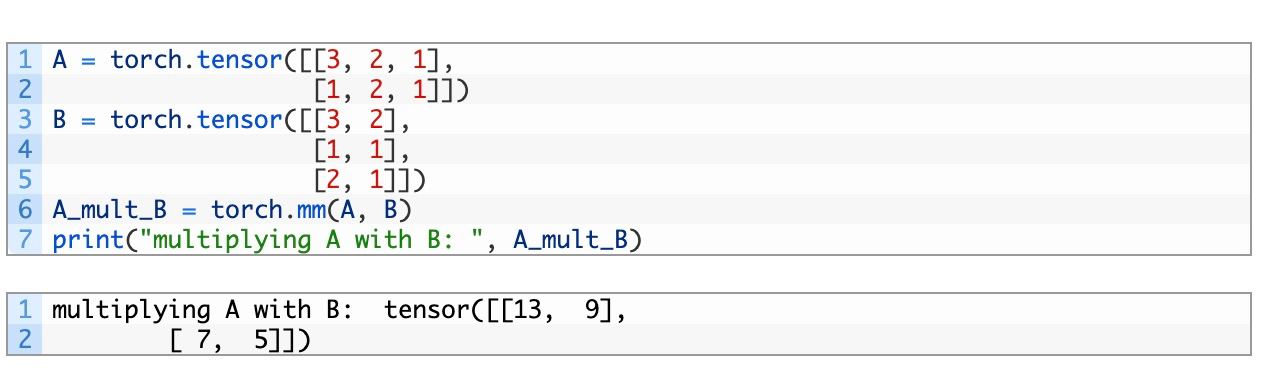 1 A = torch.tensor([[3, 2, 1],
2                   [1, 2, 1]])
3 B = torch.tensor([[3, 2],
4                   [1, 1],
5                   [2, 1]])
6 A_mult_B = torch.mm(A, B)
7 print("multiplying A with B: ", A_mult_B)
1 multiplying A with B:  tensor([[13,  9],
2         [ 7,  5]])